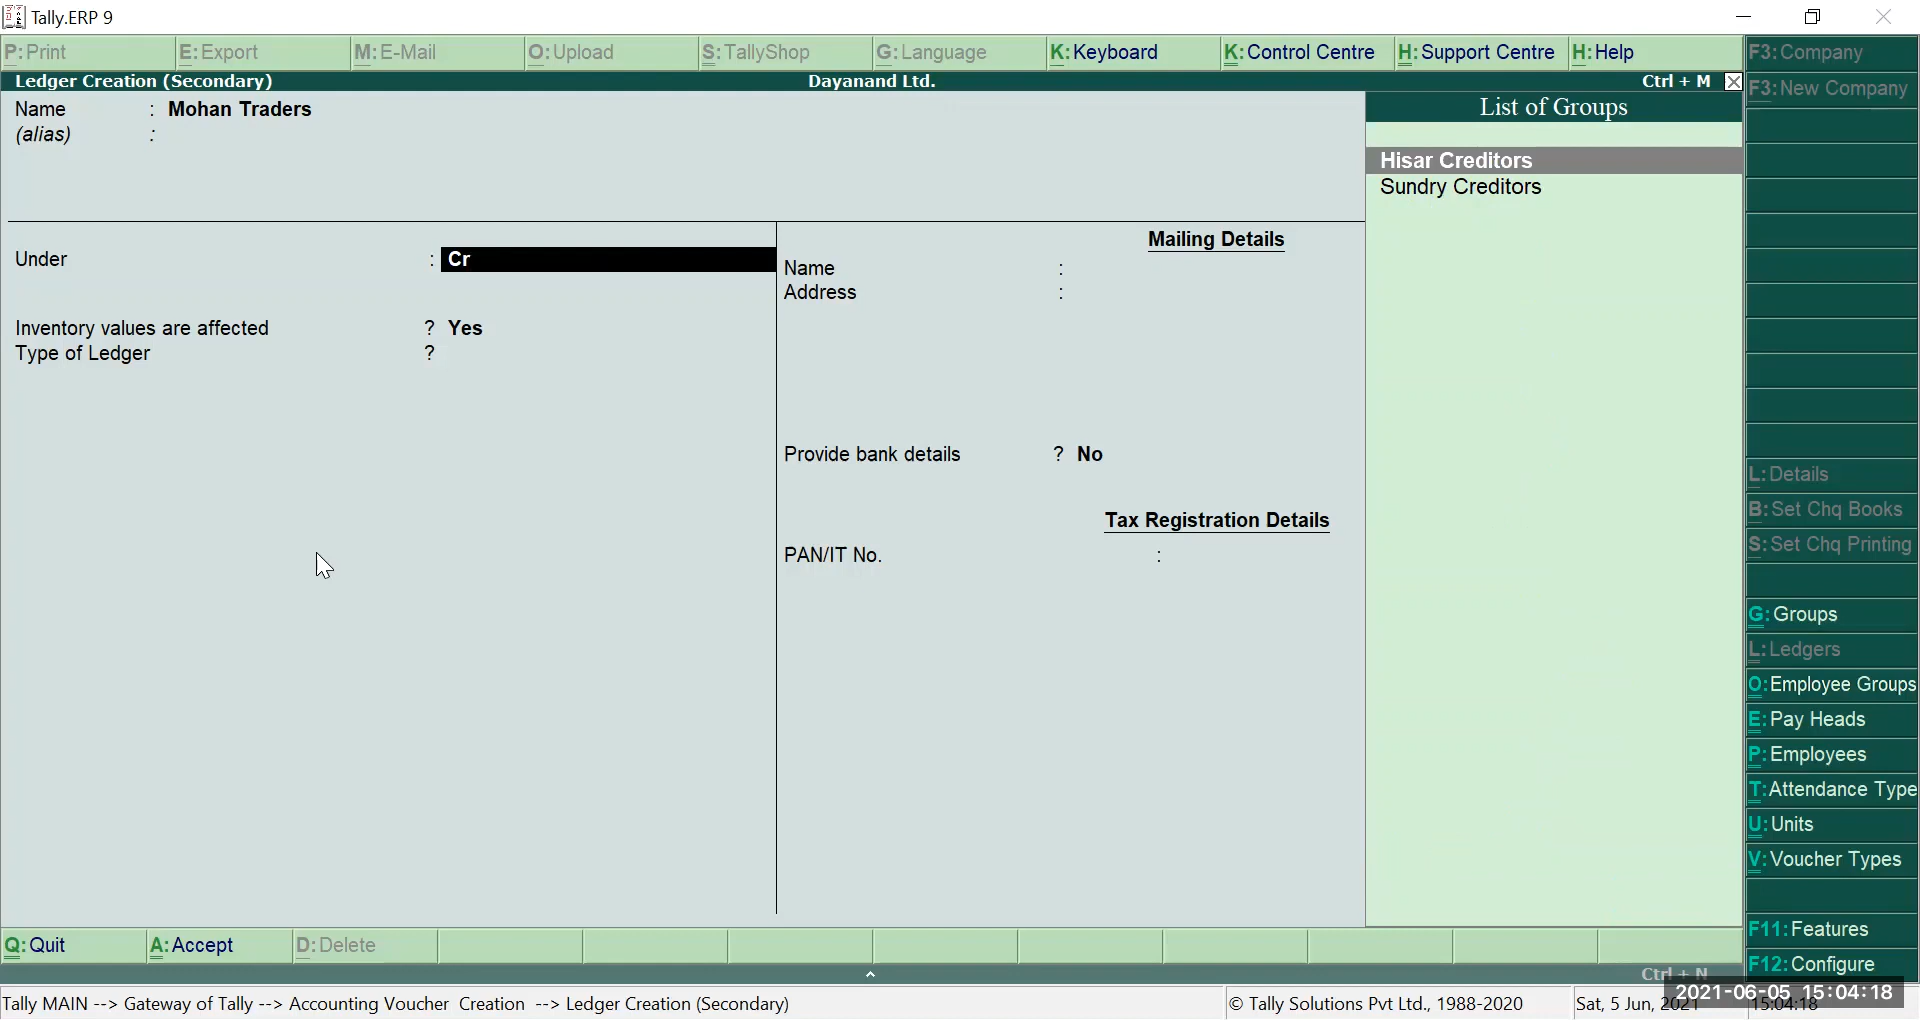 Tally.ERP 9
P: Print E: Export M: E-Mail O: Upload S: TallyShop G: Language K: Keyboard K: Control Centre H: Support Centre H: Help F3: Company
Ledger Creation (Secondary) Dayanand Ltd. Ctrl + M
F3: New Company
Name : Mohan Traders List of Groups
(alias) :
Hisar Creditors
Sundry Creditors
Mailing Details
Under : Cr
Name :
Address :
Inventory values are affected ? Yes
Type of Ledger ?
Provide bank details ? No
L: Details
B: Set Chq Books
Tax Registration Details
S: Set Chq Printing
PAN/IT No. :
G: Groups
L: Ledgers
O: Employee Groups
E: Pay Heads
P: Employees
T: Attendance Type
U: Units
V: Voucher Types
F11: Features
Q: Quit A: Accept D: Delete
F12: Configure
Ctrl + N
2021-06-05 15:04:18
Tally MAIN --> Gateway of Tally --> Accounting Voucher Creation --> Ledger Creation (Secondary) © Tally Solutions Pvt Ltd., 1988-2020 Sat, 5 Jun, 2021 15:04:18